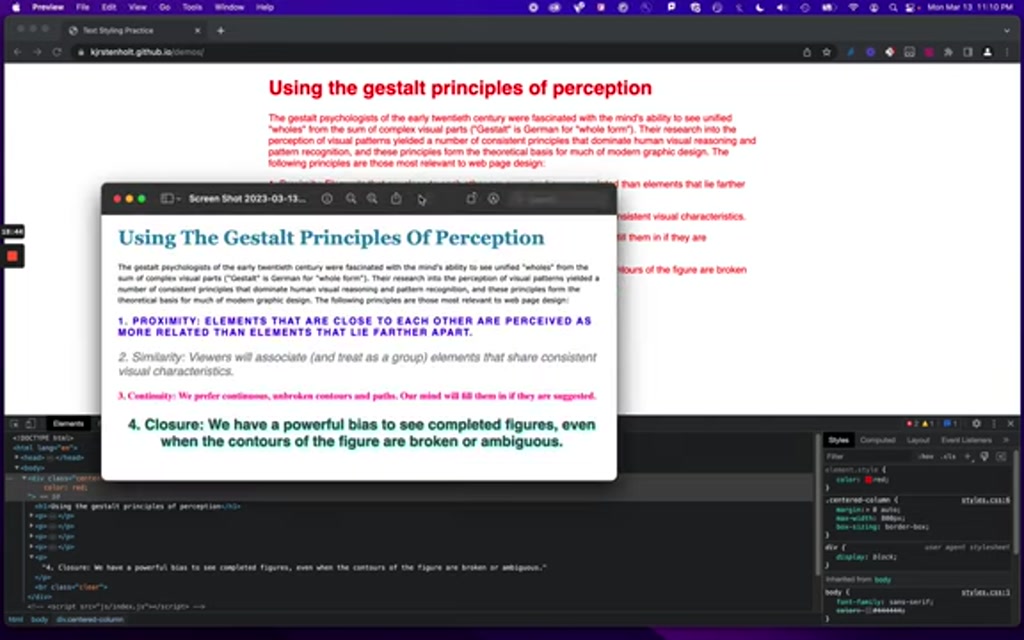 Preview File Edit View Go Tools Window Help Mon Mar 13 11:10 PM
Text Styling Practice
kjrstenholt.github.io/demos/
Using the gestalt principles of perception
The gestalt psychologists of the early twentieth century were fascinated with the mind's ability to see unified
"wholes" from the sum of complex visual parts ("Gestalt" is German for "whole form"). Their research into the
perception of visual patterns yielded a number of consistent principles that dominate human visual reasoning and
pattern recognition, and these principles form the theoretical basis for much of modern graphic design. The
following principles are those most relevant to web page design:
than elements that lie farther
consistent visual characteristics.
fill them in if they are
contours of the figure are broken
18:44
Screen Shot 2023-03-13...
Using The Gestalt Principles Of Perception
The gestalt psychologists of the early twentieth century were fascinated with the mind's ability to see unified "wholes" from the
sum of complex visual parts ("Gestalt" is German for "whole form"). Their research into the perception of visual patterns yielded a
number of consistent principles that dominate human visual reasoning and pattern recognition, and these principles form the
theoretical basis for much of modern graphic design. The following principles are those most relevant to web page design:
1. PROXIMITY: ELEMENTS THAT ARE CLOSE TO EACH OTHER ARE PERCEIVED AS
MORE RELATED THAN ELEMENTS THAT LIE FARTHER APART.
2. Similarity: Viewers will associate (and treat as a group) elements that share consistent
visual characteristics.
3. Continuity: We prefer continuous, unbroken contours and paths. Our mind will fill them in if they are suggested.
4. Closure: We have a powerful bias to see completed figures, even
when the contours of the figure are broken or ambiguous.
Elements
<!DOCTYPE html>
<html lang="en">
<head>
<body>
<div class="cente
color: red;
"> == $0
<h1>Using the gestalt principles of perception</h1>
<p></p>
<p></p>
<p></p>
<p></p>
<p>
"4. Closure: We have a powerful bias to see completed figures, even when the contours of the figure are broken or ambiguous."
</p>
<br class="clear">
</div>
<!-- <script src="js/index.js"></script> -->
html body div.centered-column
Styles Computed Layout Event Listeners
Filter :hov .cls
element.style {
color: red;
}
.centered-column { styles.css:6
margin: 0 auto;
max-width: 800px;
box-sizing: border-box;
}
div { user agent stylesheet
display: block;
}
Inherited from body
body { styles.css:1
font-family: sans-serif;
color: #444444;
}